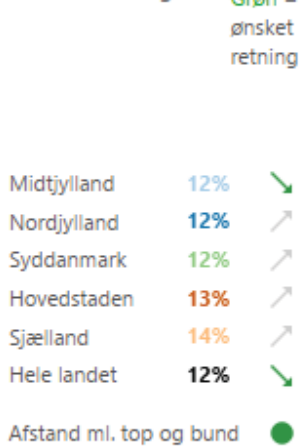 Grøn
ønsket
retning
Midtjylland 12%
Nordjylland 12%
Syddanmark 12%
Hovedstaden 13%
Sjælland 14%
Hele landet 12%
Afstand ml. top og bund